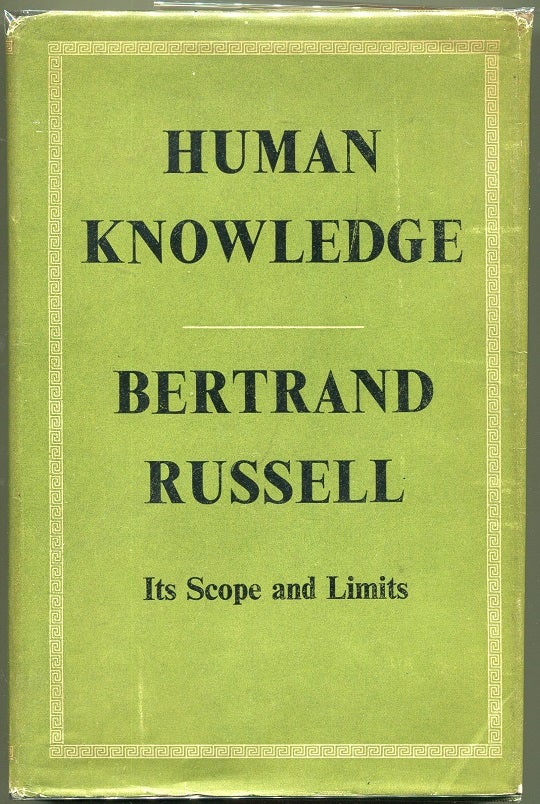 HUMAN
KNOWLEDGE
BERTRAND
RUSSELL
Its Scope and Limits